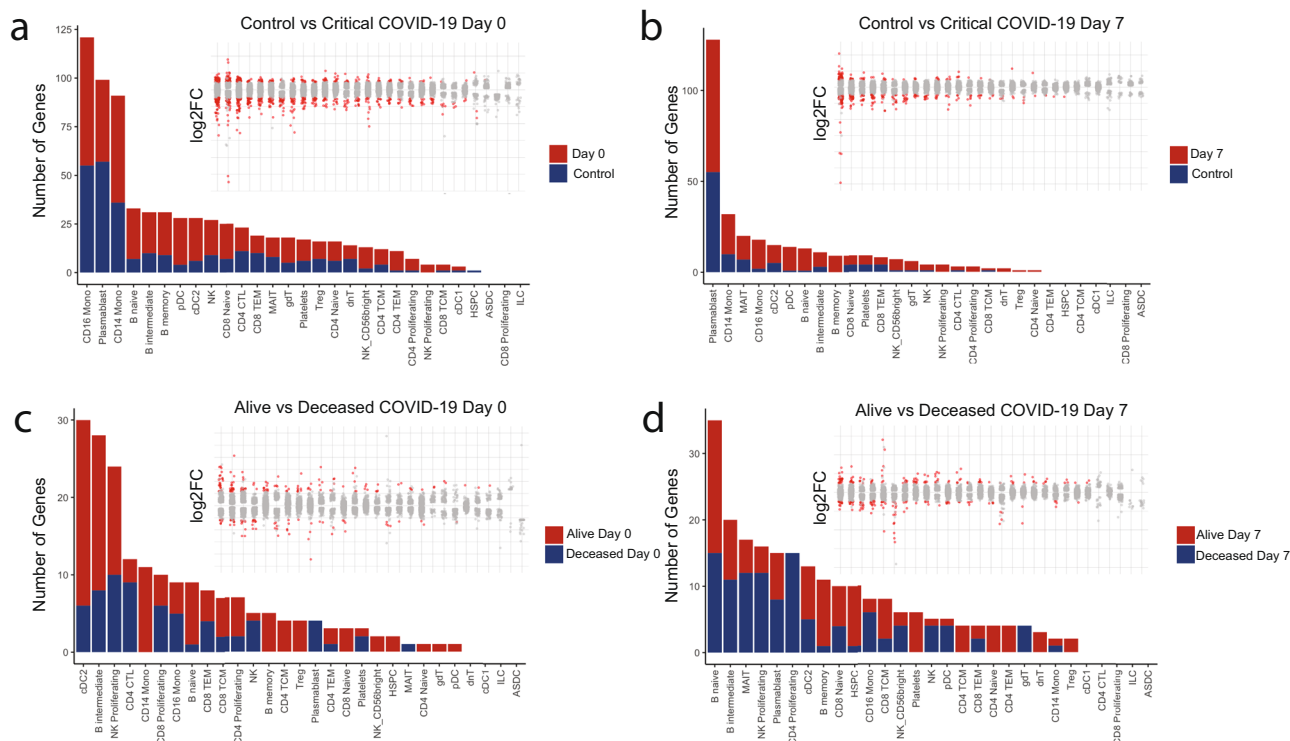 a
Control vs Critical COVID-19 Day 0
Number of Genes
125
100
75
50
25
0
log2FC
Day 0
Control
CD16 Mono
Plasmablast
CD14 Mono
B naive
B intermediate
B memory
pDC
cDC2
NK
CD8 Naive
CD4 CTL
CD8 TEM
MAIT
gdT
Platelets
Treg
CD4 Naive
dnT
NK_CD56bright
CD4 TCM
CD4 TEM
CD4 Proliferating
NK Proliferating
CD8 TCM
cDC1
HSPC
ASDC
CD8 Proliferating
ILC
b
Control vs Critical COVID-19 Day 7
Number of Genes
100
50
0
log2FC
Day 7
Control
Plasmablast
CD14 Mono
MAIT
CD16 Mono
cDC2
pDC
B naive
B intermediate
B memory
CD8 Naive
Platelets
CD8 TEM
NK_CD56bright
gdT
NK
NK Proliferating
CD4 CTL
CD4 Proliferating
CD8 TCM
dnT
Treg
CD4 Naive
CD4 TEM
HSPC
CD4 TCM
cDC1
ILC
CD8 Proliferating
ASDC
c
Alive vs Deceased COVID-19 Day 0
Number of Genes
30
20
10
0
log2FC
Alive Day 0
Deceased Day 0
cDC2
B intermediate
NK Proliferating
CD4 CTL
CD14 Mono
CD8 Proliferating
CD16 Mono
B naive
CD8 TEM
CD8 TCM
CD4 Proliferating
NK
B memory
CD4 TCM
Treg
Plasmablast
CD4 TEM
CD8 Naive
Platelets
NK_CD56bright
HSPC
MAIT
CD4 Naive
gdT
pDC
dnT
cDC1
ILC
ASDC
d
Alive vs Deceased COVID-19 Day 7
Number of Genes
30
20
10
0
log2FC
Alive Day 7
Deceased Day 7
B naive
B intermediate
MAIT
NK Proliferating
Plasmablast
CD4 Proliferating
cDC2
B memory
CD8 Naive
HSPC
CD16 Mono
CD8 TCM
NK_CD56bright
Platelets
NK
pDC
CD4 TCM
CD8 TEM
CD4 Naive
CD4 TEM
gdT
dnT
CD14 Mono
Treg
cDC1
CD4 CTL
CD8 Proliferating
ILC
ASDC